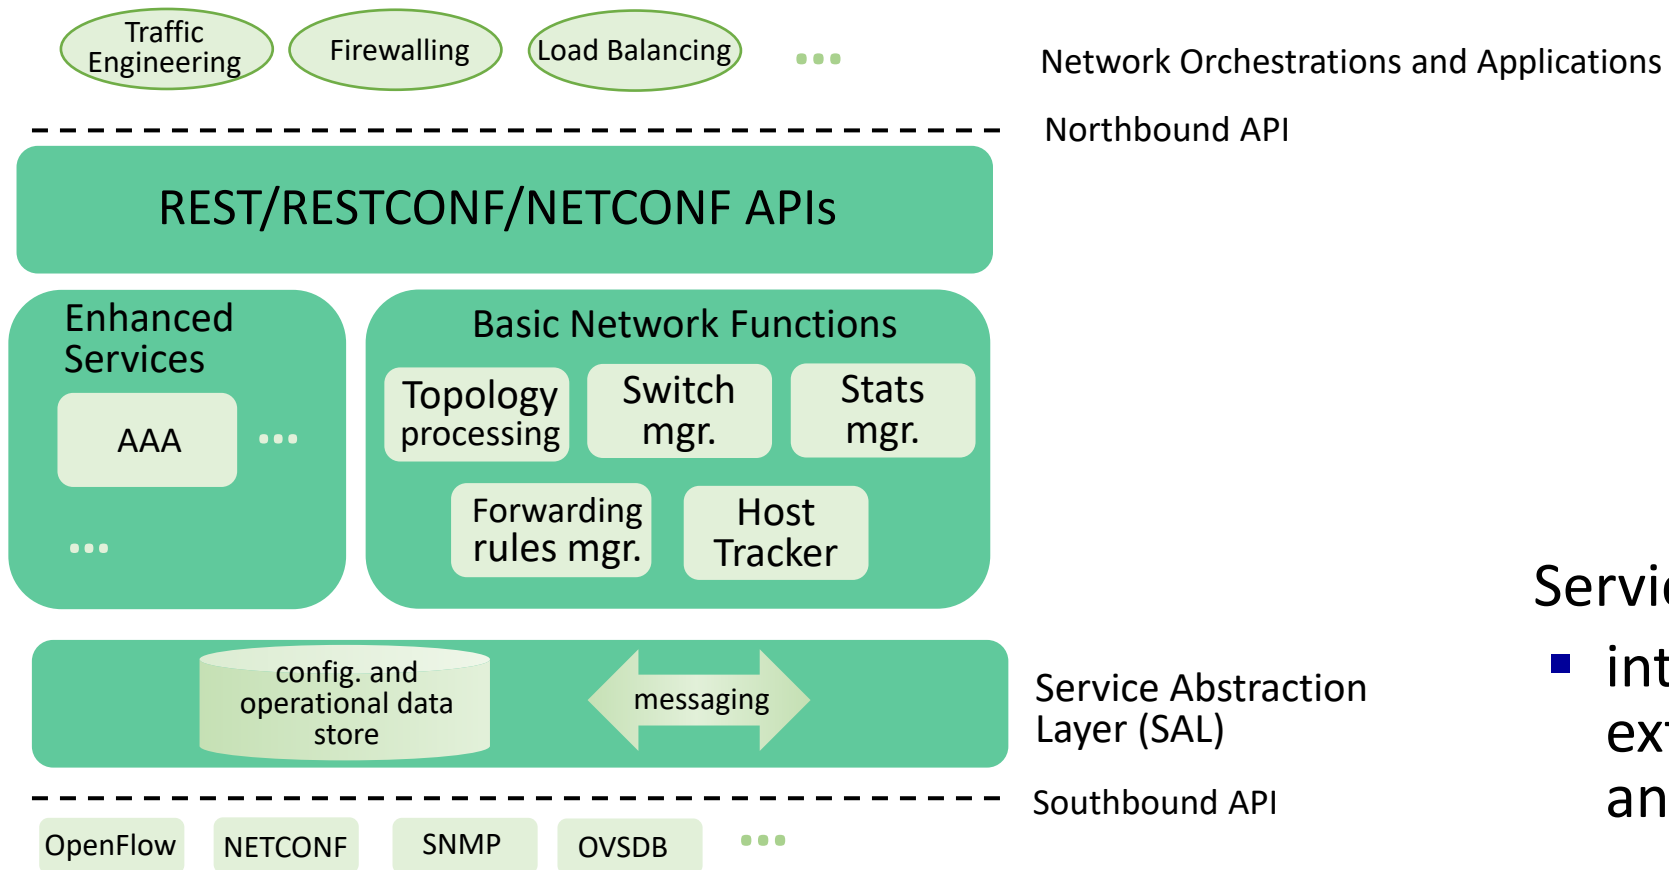 Traffic
Engineering
Firewalling
Load Balancing
...
Network Orchestrations and Applications
Northbound API
REST/RESTCONF/NETCONF APIs
Enhanced
Services
AAA
...
...
Basic Network Functions
Topology
processing
Switch
mgr.
Stats
mgr.
Forwarding
rules mgr.
Host
Tracker
config. and
operational data
store
messaging
Service Abstraction
Layer (SAL)
Southbound API
OpenFlow
NETCONF
SNMP
OVSDB
...